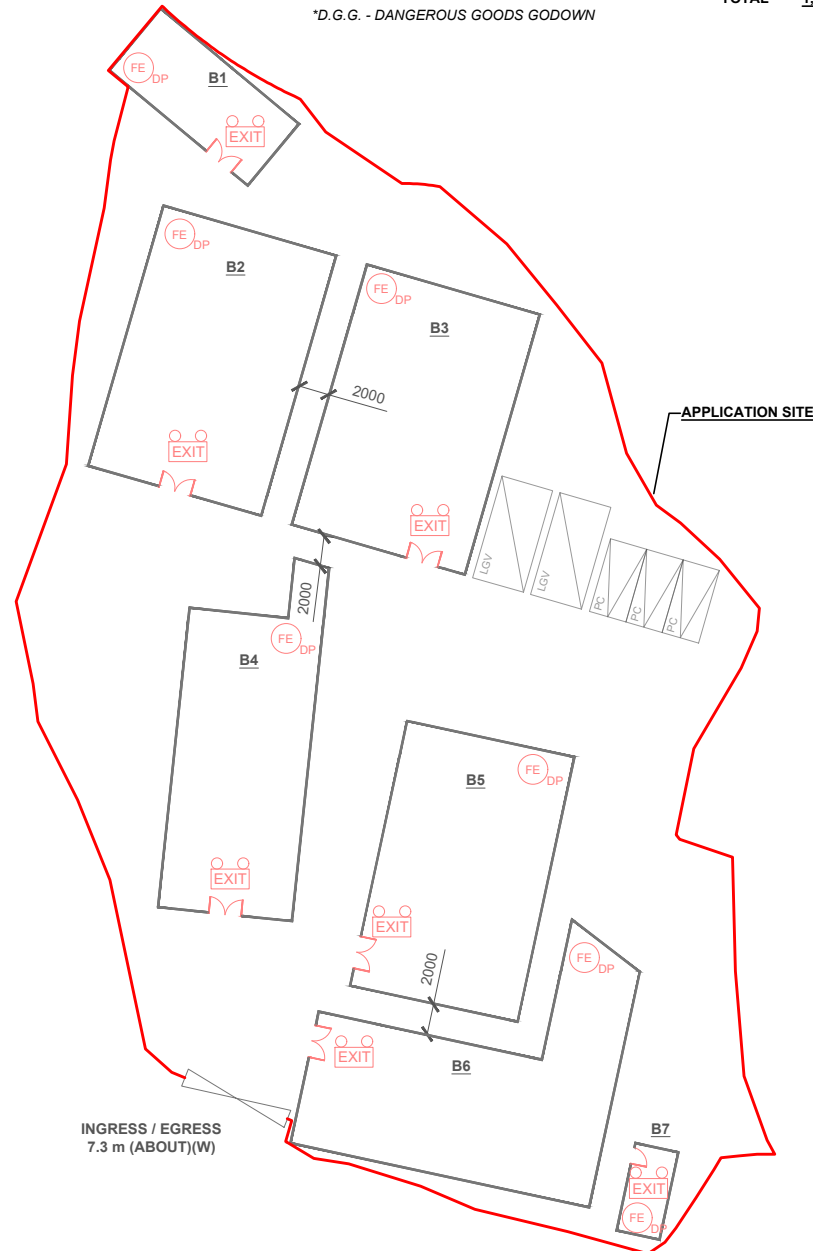 *D.G.G. - DANGEROUS GOODS GODOWN
TOTAL
FE
DP
B1
EXIT
FE
DP
B2
FE
DP
B3
2000
APPLICATION SITE
EXIT
EXIT
LGV
LGV
PC
PC
PC
2000
FE
DP
B4
B5
FE
DP
EXIT
EXIT
2000
FE
DP
EXIT
B6
INGRESS / EGRESS
7.3 m (ABOUT)(W)
B7
EXIT
FE
DP